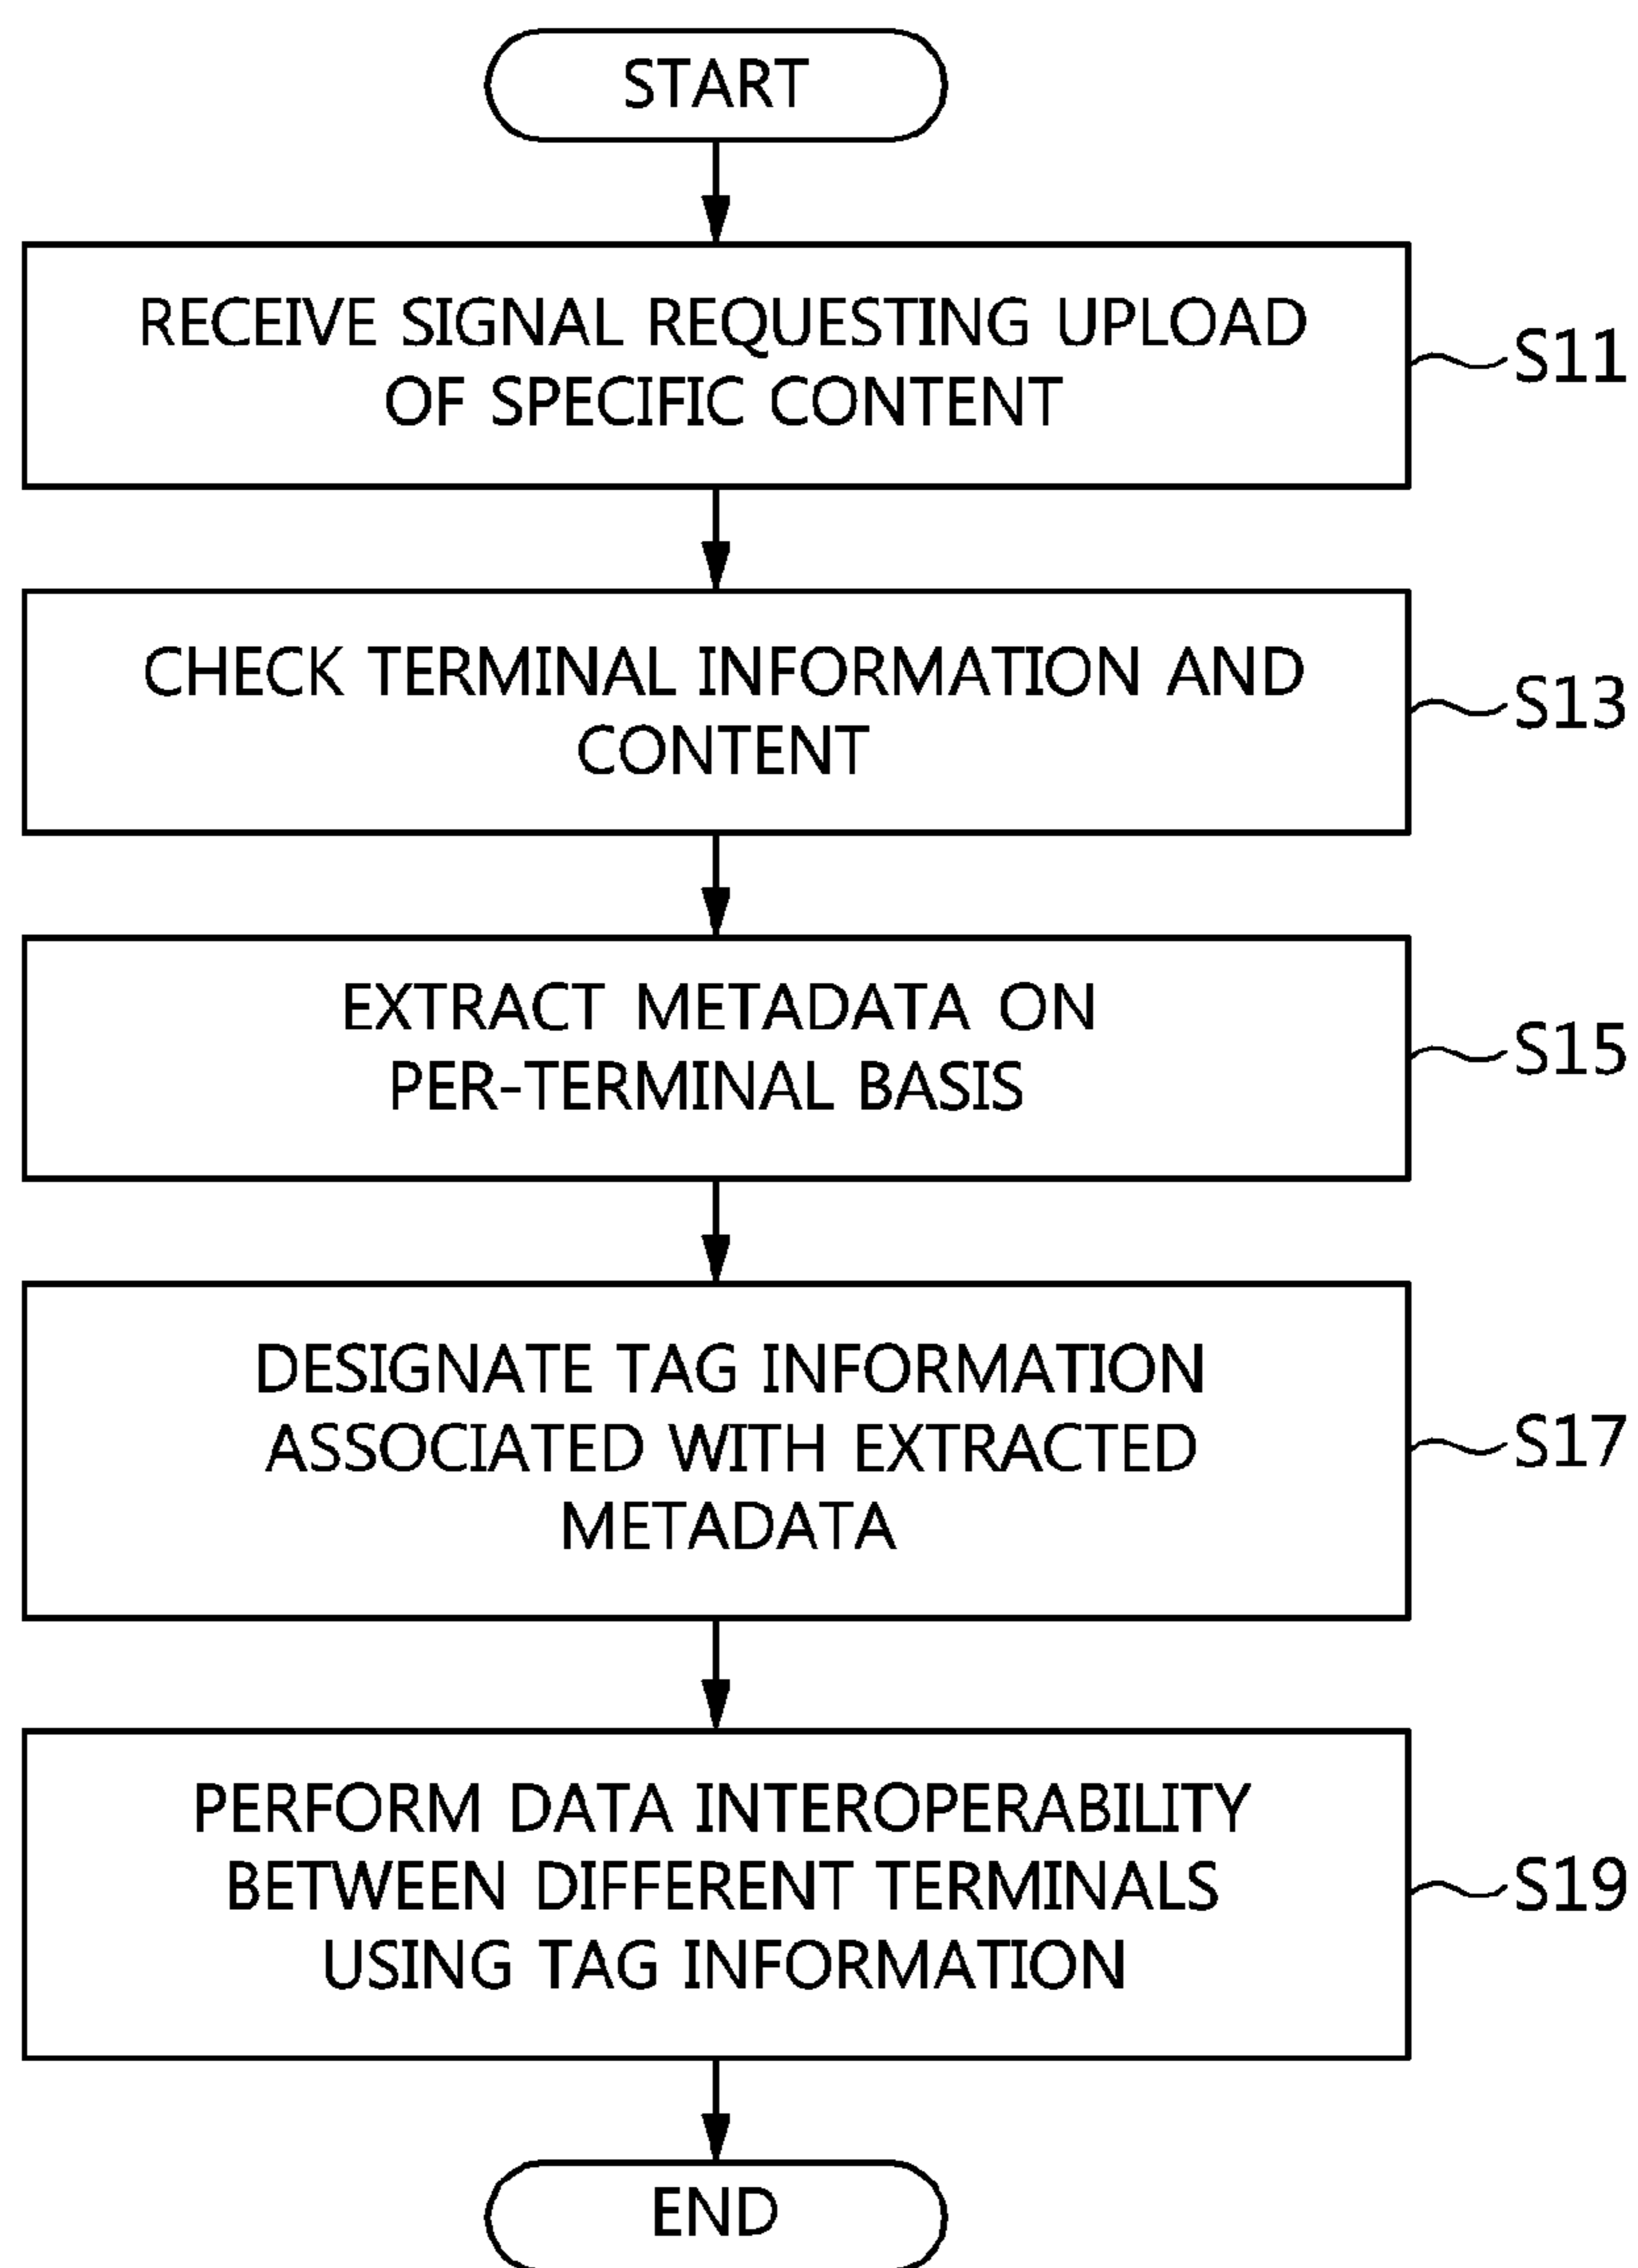 START
RECEIVE SIGNAL REQUESTING UPLOAD
OF SPECIFIC CONTENT
S11
CHECK TERMINAL INFORMATION AND
CONTENT
S13
EXTRACT METADATA ON
PER-TERMINAL BASIS
S15
DESIGNATE TAG INFORMATION
ASSOCIATED WITH EXTRACTED
METADATA
S17
PERFORM DATA INTEROPERABILITY
BETWEEN DIFFERENT TERMINALS
USING TAG INFORMATION
S19
END